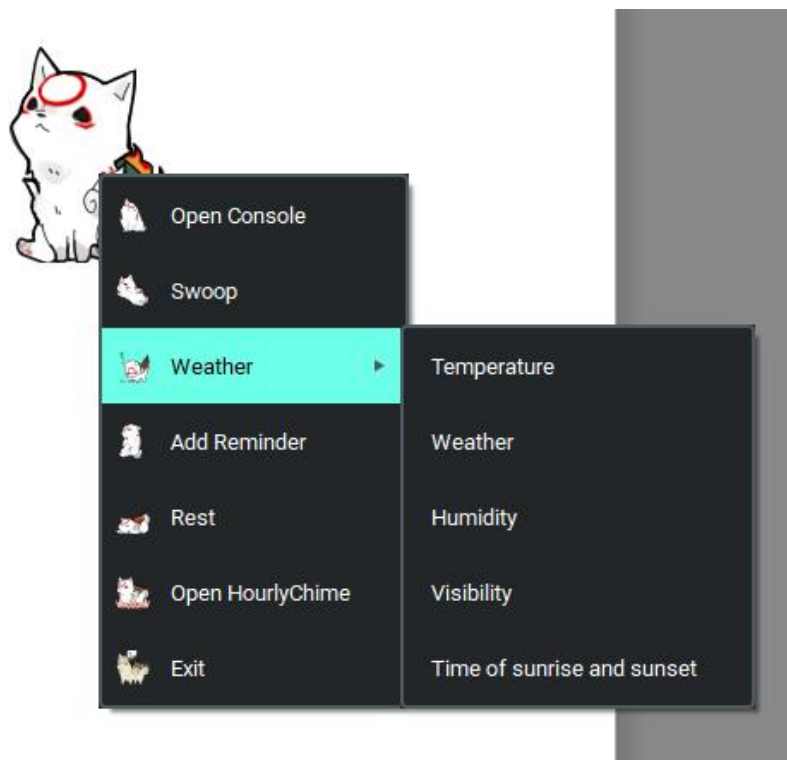 Open Console
Swoop
Weather
Add Reminder
Rest
Open HourlyChime
Exit
Temperature
Weather
Humidity
Visibility
Time of sunrise and sunset